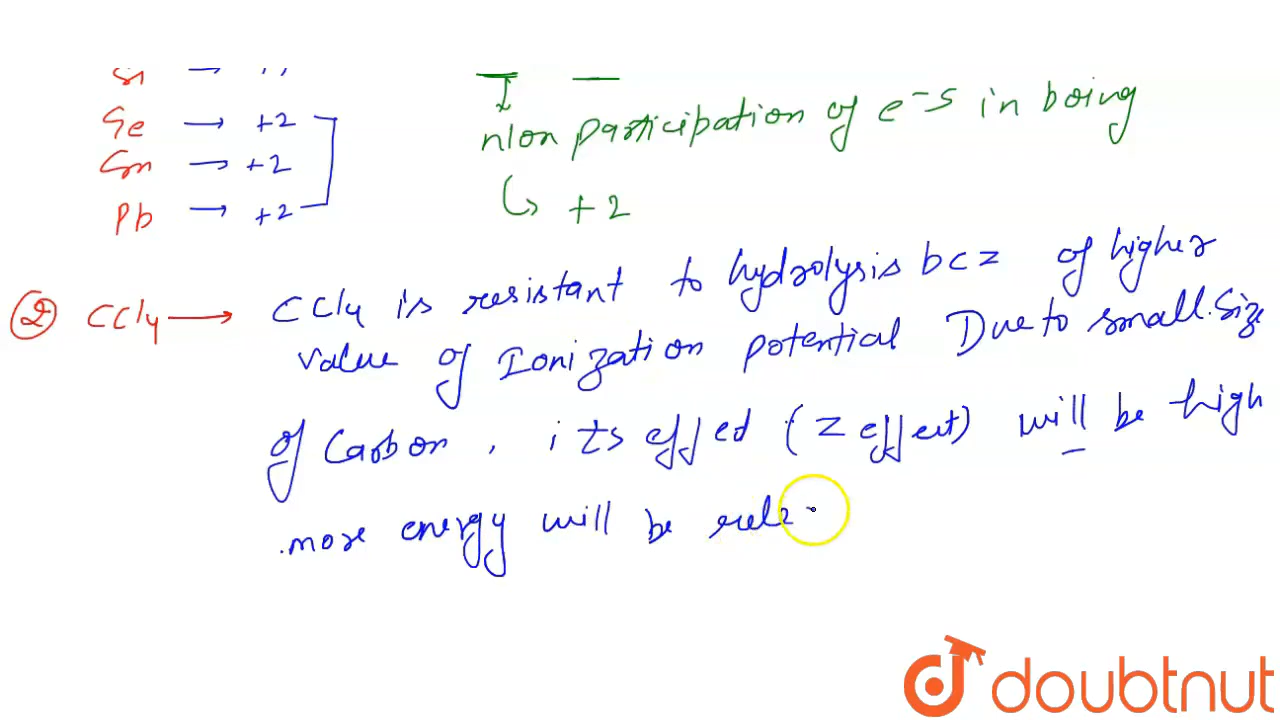 Ge → +2
Sn → +2
Pb → +2
I
non participation of e⁻s in boing
↳ +2
② CCl4 → CCl4 is resistant to hydrolysis bcz of higher
value of Ionization potential Due to small size
of Carbon, its effed (Z effect) will be high
more energy will be
doubtnut